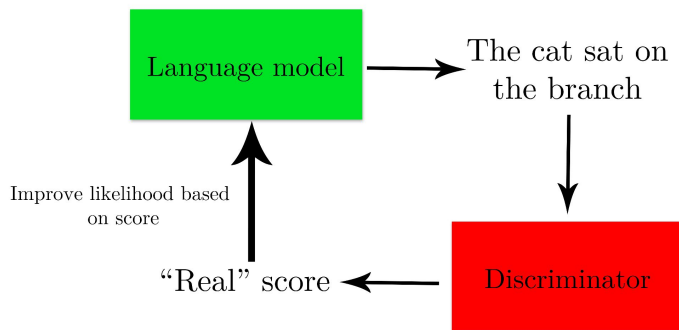 Language model
The cat sat on
the branch
Improve likelihood based
on score
“Real” score
Discriminator